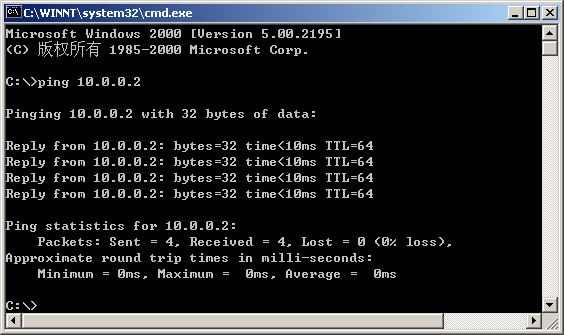 C:\WINNT\system32\cmd.exe
Microsoft Windows 2000 [Version 5.00.2195]
(C) 版权所有 1985-2000 Microsoft Corp.
C:\>ping 10.0.0.2
Pinging 10.0.0.2 with 32 bytes of data:
Reply from 10.0.0.2: bytes=32 time<10ms TTL=64
Reply from 10.0.0.2: bytes=32 time<10ms TTL=64
Reply from 10.0.0.2: bytes=32 time<10ms TTL=64
Reply from 10.0.0.2: bytes=32 time<10ms TTL=64
Ping statistics for 10.0.0.2:
    Packets: Sent = 4, Received = 4, Lost = 0 (0% loss),
Approximate round trip times in milli-seconds:
    Minimum = 0ms, Maximum =  0ms, Average =  0ms
C:\>